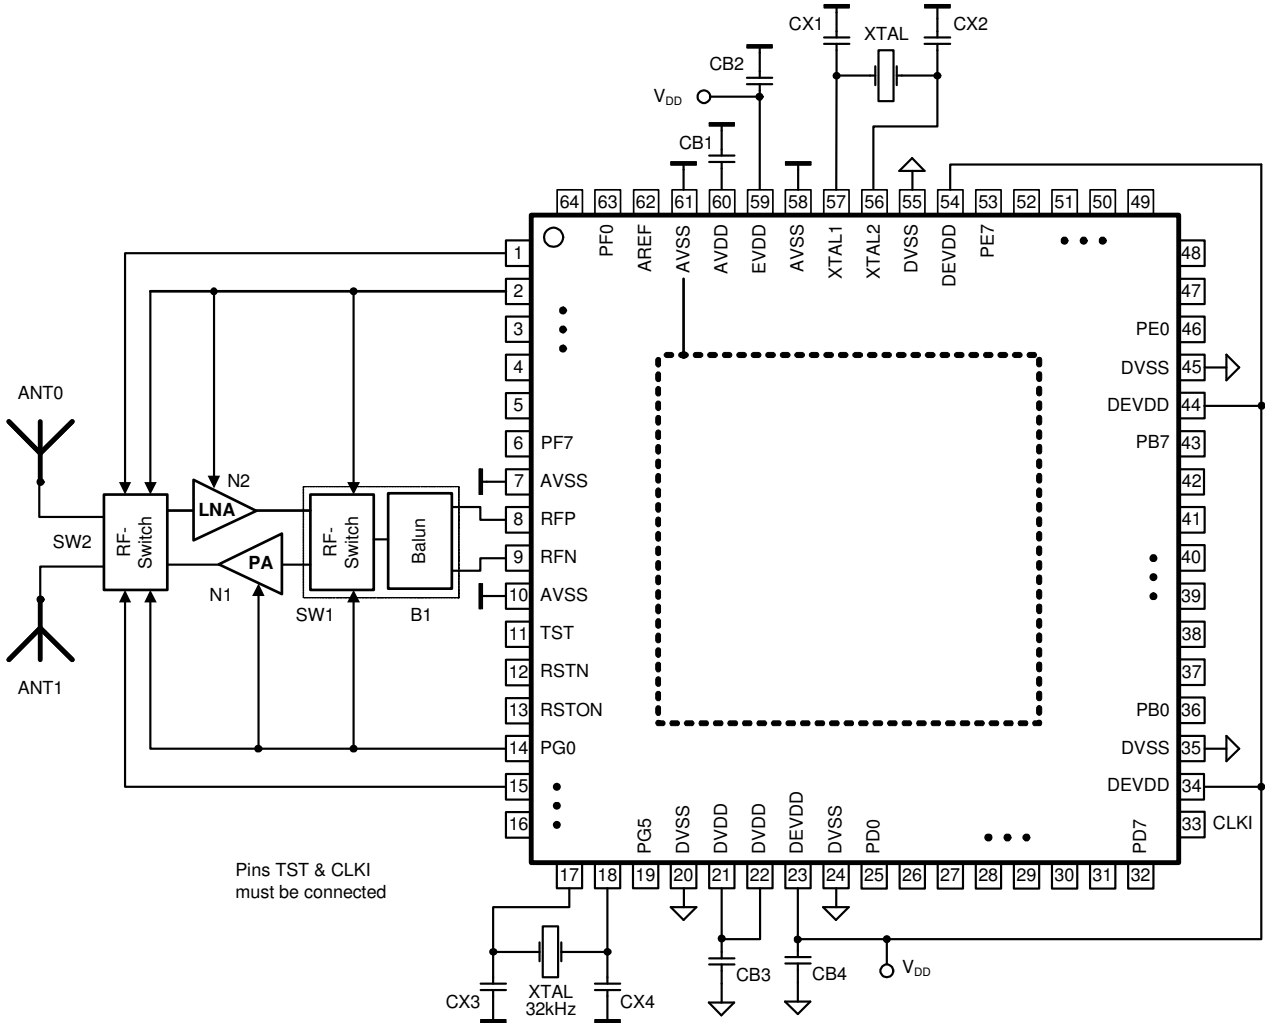 CX1
XTAL
CX2
CB2
VDD
CB1
64
63
62
61
60
59
58
57
56
55
54
53
52
51
50
49
PF0
AREF
AVSS
AVDD
EVDD
AVSS
XTAL1
XTAL2
DVSS
DEVDD
PE7
1
2
3
4
5
6 PF7
7 AVSS
8 RFP
9 RFN
10 AVSS
11 TST
12 RSTN
13 RSTON
14 PG0
15
16
48
47
PE0 46
DVSS 45
DEVDD 44
PB7 43
42
41
40
39
38
37
PB0 36
DVSS 35
DEVDD 34
33 CLKI
ANT0
N2
LNA
SW2
RF-
Switch
PA
N1
RF-
Switch
SW1
Balun
B1
ANT1
PG5
DVSS
DVDD
DVDD
DEVDD
DVSS
PD0
PD7
17
18
19
20
21
22
23
24
25
26
27
28
29
30
31
32
Pins TST & CLKI
must be connected
CX3
XTAL
32kHz
CX4
CB3
CB4
VDD